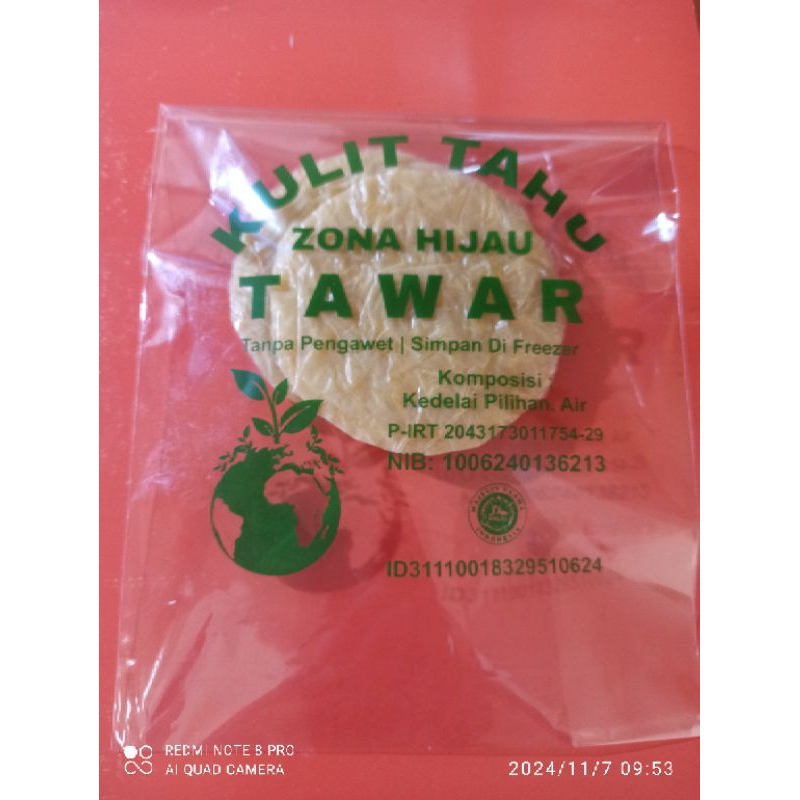 KULIT TAHU
ZONA HIJAU
TAWAR
Tanpa Pengawet | Simpan Di Freezer
Komposisi
Kedelai Pilihan, Air
P-IRT 2043173011754-29
NIB: 1006240136213
ID31110018329510624
REDMI NOTE 8 PRO
AI QUAD CAMERA
2024/11/7 09:53